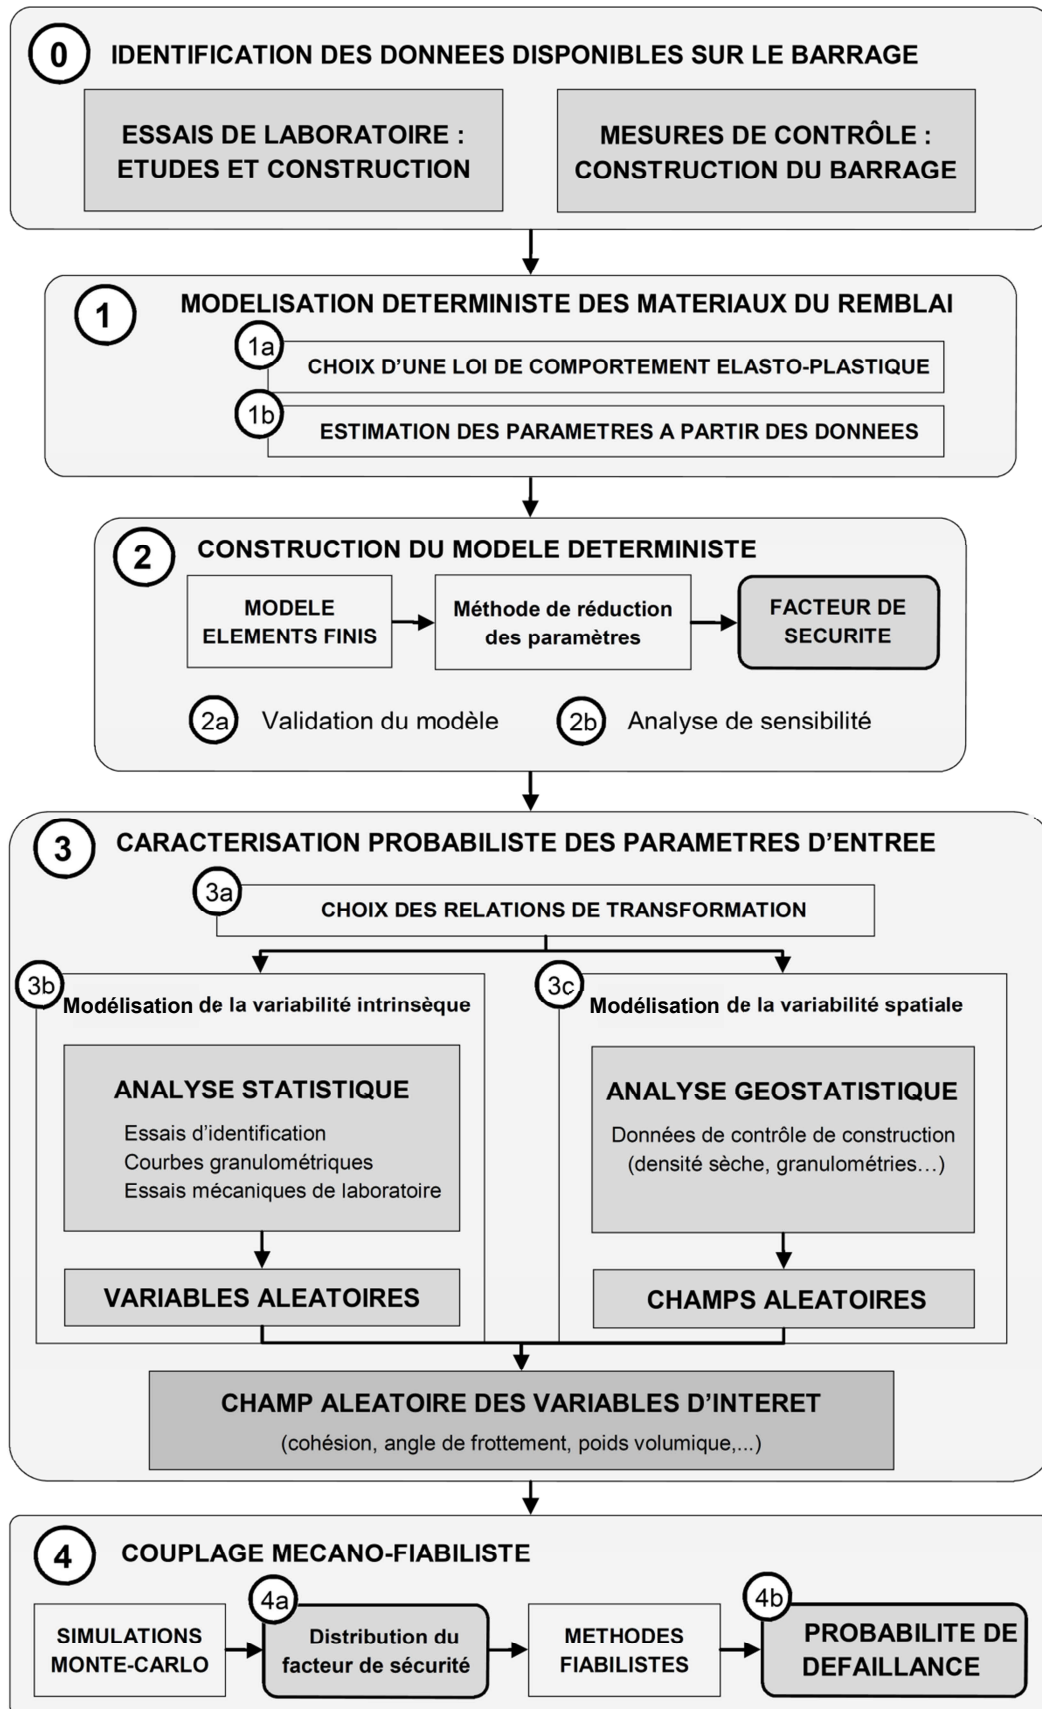 0
IDENTIFICATION DES DONNEES DISPONIBLES SUR LE BARRAGE
ESSAIS DE LABORATOIRE :
ETUDES ET CONSTRUCTION
MESURES DE CONTRÔLE :
CONSTRUCTION DU BARRAGE
1
MODELISATION DETERMINISTE DES MATERIAUX DU REMBLAI
1a
CHOIX D'UNE LOI DE COMPORTEMENT ELASTO-PLASTIQUE
1b
ESTIMATION DES PARAMETRES A PARTIR DES DONNEES
2
CONSTRUCTION DU MODELE DETERMINISTE
MODELE
ELEMENTS FINIS
Méthode de réduction
des paramètres
FACTEUR DE
SECURITE
2a
Validation du modèle
2b
Analyse de sensibilité
3
CARACTERISATION PROBABILISTE DES PARAMETRES D'ENTREE
3a
CHOIX DES RELATIONS DE TRANSFORMATION
3b
Modélisation de la variabilité intrinsèque
ANALYSE STATISTIQUE
Essais d'identification
Courbes granulométriques
Essais mécaniques de laboratoire
VARIABLES ALEATOIRES
3c
Modélisation de la variabilité spatiale
ANALYSE GEOSTATISTIQUE
Données de contrôle de construction
(densité sèche, granulométries…)
CHAMPS ALEATOIRES
CHAMP ALEATOIRE DES VARIABLES D'INTERET
(cohésion, angle de frottement, poids volumique,...)
4
COUPLAGE MECANO-FIABILISTE
SIMULATIONS
MONTE-CARLO
4a
Distribution du
facteur de sécurité
METHODES
FIABILISTES
4b
PROBABILITE DE
DEFAILLANCE